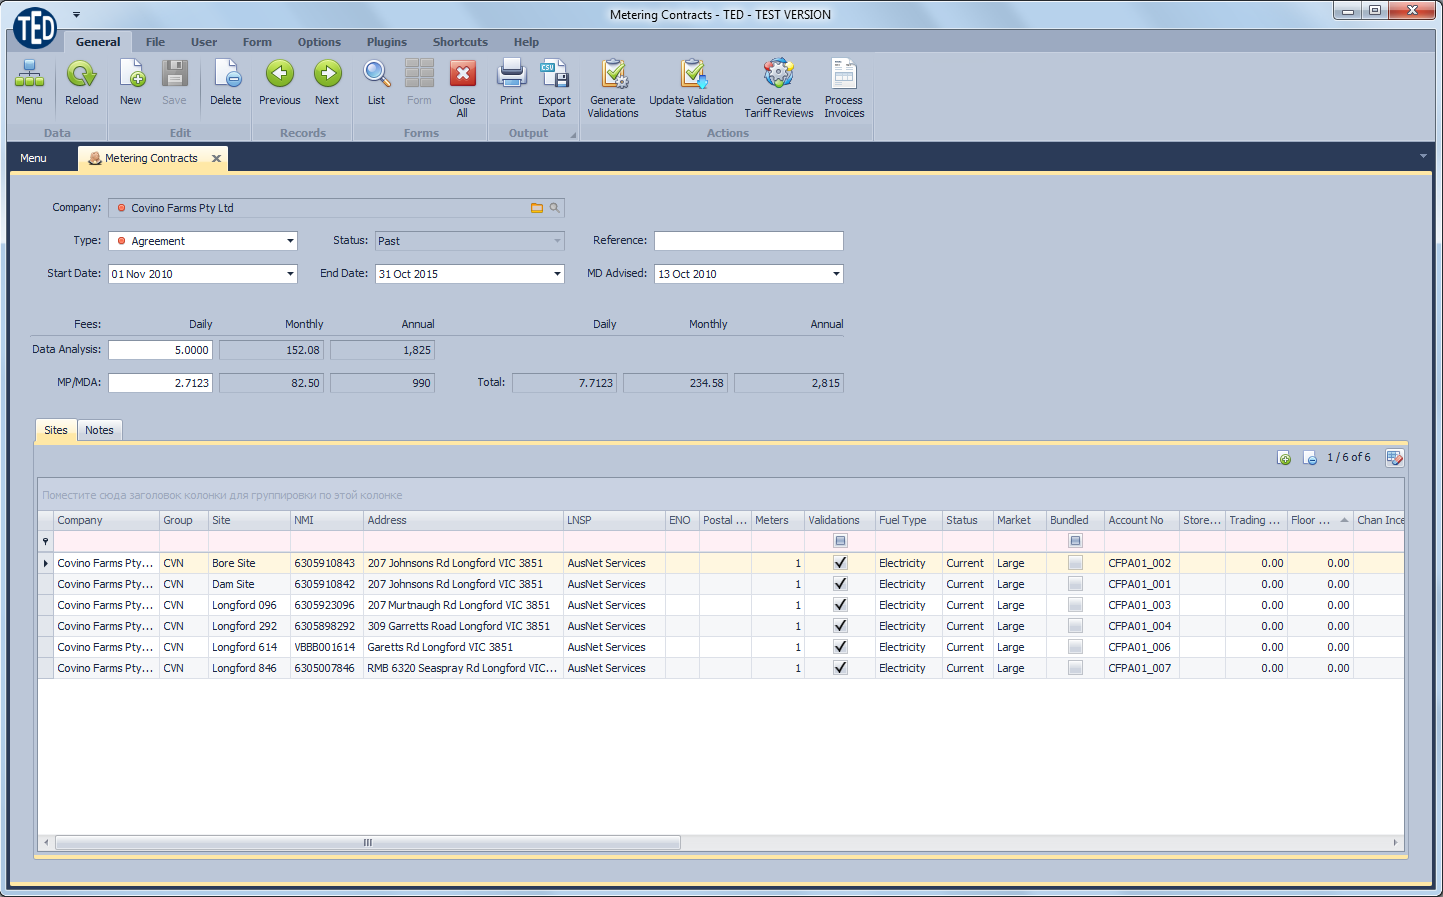 Metering Contracts - TED - TEST VERSION
TED
General File User Form Options Plugins Shortcuts Help
Menu Reload New Save Delete Previous Next List Form Close All Print CSV Export Data Generate Validations Update Validation Status Generate Tariff Reviews Process Invoices
Data Edit Records Forms Output Actions
Menu Metering Contracts
Company: Covino Farms Pty Ltd
Type: Agreement Status: Past Reference:
Start Date: 01 Nov 2010 End Date: 31 Oct 2015 MD Advised: 13 Oct 2010
Fees: Daily Monthly Annual Daily Monthly Annual
Data Analysis: 5.0000 152.08 1,825
MP/MDA: 2.7123 82.50 990 Total: 7.7123 234.58 2,815
Sites Notes
1 / 6 of 6
Поместите сюда заголовок колонки для группировки по этой колонке
Company Group Site NMI Address LNSP ENO Postal ... Meters Validations Fuel Type Status Market Bundled Account No Store... Trading ... Floor ... Chan Ince
Covino Farms Pty... CVN Bore Site 6305910843 207 Johnsons Rd Longford VIC 3851 AusNet Services 1 Electricity Current Large CFPA01_002 0.00 0.00
Covino Farms Pty... CVN Dam Site 6305910842 207 Johnsons Rd Longford VIC 3851 AusNet Services 1 Electricity Current Large CFPA01_001 0.00 0.00
Covino Farms Pty... CVN Longford 096 6305923096 207 Murtnaugh Rd Longford VIC 3851 AusNet Services 1 Electricity Current Large CFPA01_003 0.00 0.00
Covino Farms Pty... CVN Longford 292 6305898292 309 Garretts Road Longford VIC 3851 AusNet Services 1 Electricity Current Large CFPA01_004 0.00 0.00
Covino Farms Pty... CVN Longford 614 VBBB001614 Garetts Rd Longford VIC 3851 AusNet Services 1 Electricity Current Large CFPA01_006 0.00 0.00
Covino Farms Pty... CVN Longford 846 6305007846 RMB 6320 Seaspray Rd Longford VIC... AusNet Services 1 Electricity Current Large CFPA01_007 0.00 0.00